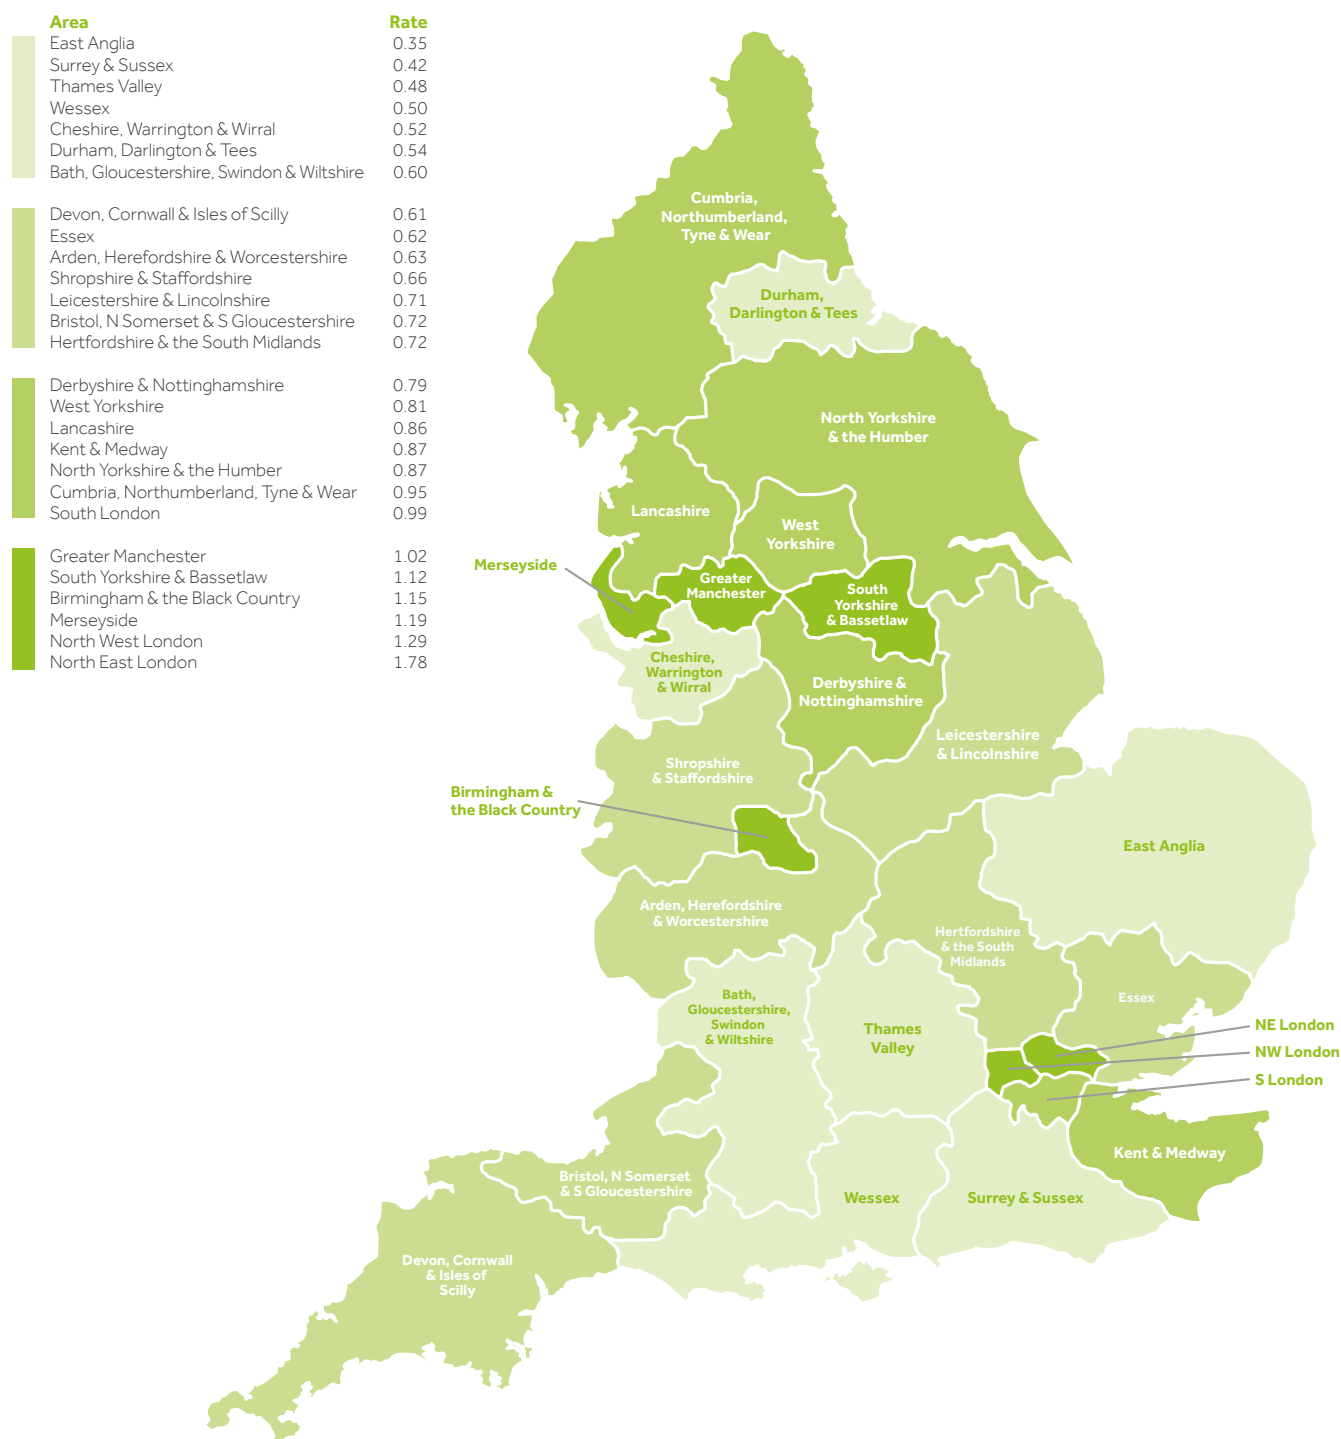 Area Rate
East Anglia 0.35
Surrey & Sussex 0.42
Thames Valley 0.48
Wessex 0.50
Cheshire, Warrington & Wirral 0.52
Durham, Darlington & Tees 0.54
Bath, Gloucestershire, Swindon & Wiltshire 0.60
Devon, Cornwall & Isles of Scilly 0.61
Essex 0.62
Arden, Herefordshire & Worcestershire 0.63
Shropshire & Staffordshire 0.66
Leicestershire & Lincolnshire 0.71
Bristol, N Somerset & S Gloucestershire 0.72
Hertfordshire & the South Midlands 0.72
Derbyshire & Nottinghamshire 0.79
West Yorkshire 0.81
Lancashire 0.86
Kent & Medway 0.87
North Yorkshire & the Humber 0.87
Cumbria, Northumberland, Tyne & Wear 0.95
South London 0.99
Greater Manchester 1.02
South Yorkshire & Bassetlaw 1.12
Birmingham & the Black Country 1.15
Merseyside 1.19
North West London 1.29
North East London 1.78
Cumbria,
Northumberland,
Tyne & Wear
Durham,
Darlington & Tees
North Yorkshire
& the Humber
Lancashire
West
Yorkshire
Merseyside
Greater
Manchester
South
Yorkshire
& Bassetlaw
Cheshire,
Warrington
& Wirral
Derbyshire &
Nottinghamshire
Leicestershire
& Lincolnshire
Shropshire
& Staffordshire
Birmingham &
the Black Country
East Anglia
Arden, Herefordshire
& Worcestershire
Hertfordshire
& the South
Midlands
Bath,
Gloucestershire,
Swindon
& Wiltshire
Essex
Thames
Valley
NE London
NW London
S London
Kent & Medway
Bristol, N Somerset
& S Gloucestershire
Wessex
Surrey & Sussex
Devon, Cornwall
& Isles of
Scilly